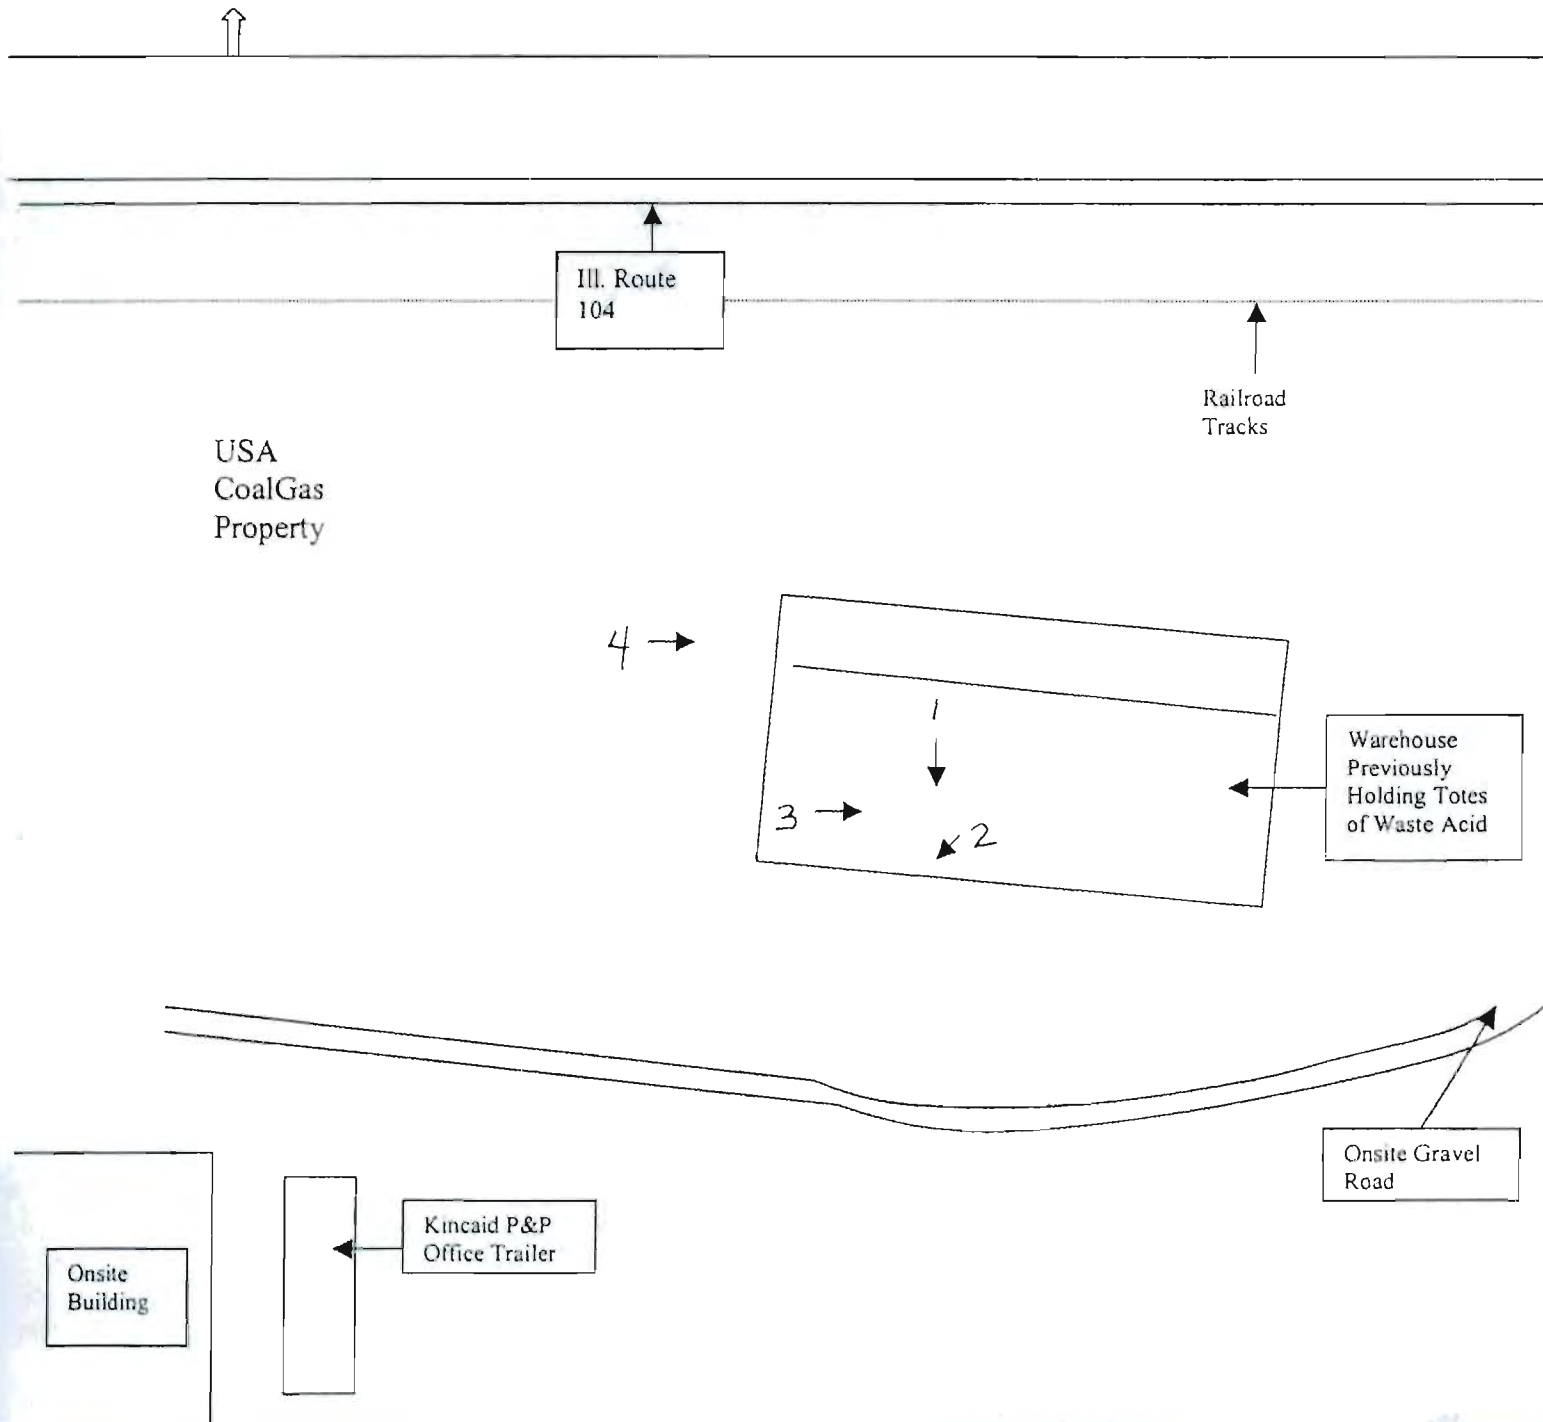 Ill. Route
104
Railroad
Tracks
USA
CoalGas
Property
4
1
3
2
Warehouse
Previously
Holding Totes
of Waste Acid
Onsite Gravel
Road
Kincaid P&P
Office Trailer
Onsite
Building